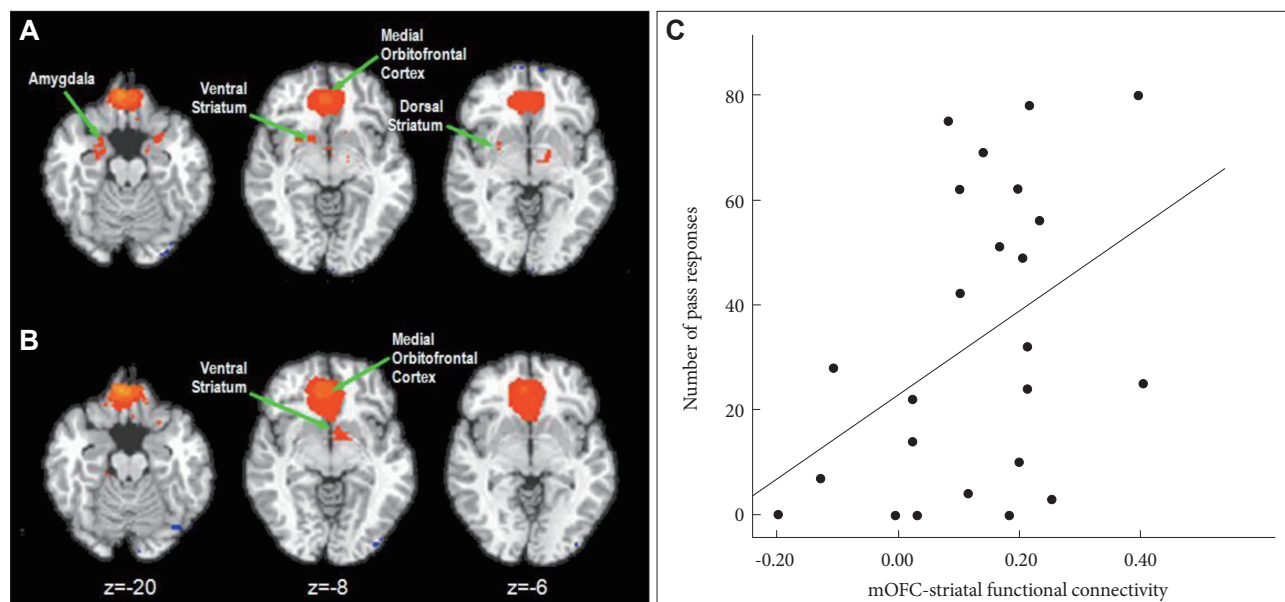 A
Amygdala
Ventral
Striatum
Medial
Orbitofrontal
Cortex
Dorsal
Striatum
B
Ventral
Striatum
Medial
Orbitofrontal
Cortex
z=-20
z=-8
z=-6
C
Number of pass responses
80
60
40
20
0
-0.20
0.00
0.20
0.40
mOFC-striatal functional connectivity